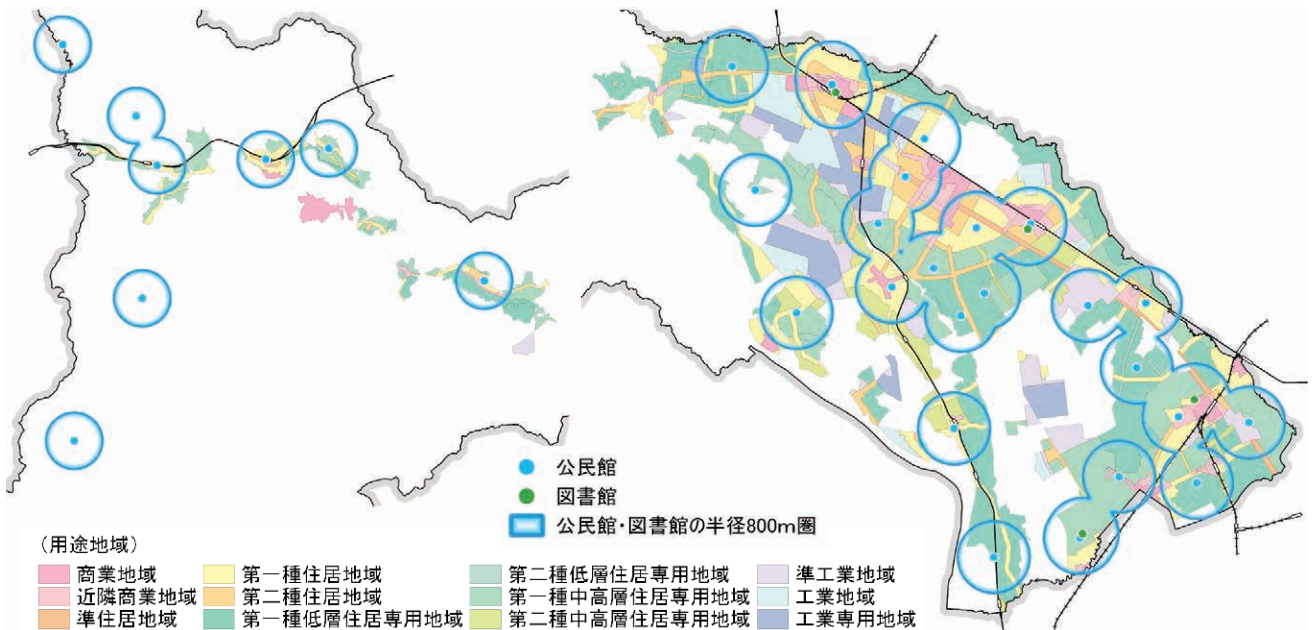 公民館
図書館
公民館・図書館の半径800m圏
(用途地域)
商業地域
第一種住居地域
第二種低層住居専用地域
準工業地域
近隣商業地域
第二種住居地域
第一種中高層住居専用地域
工業地域
準住居地域
第一種低層住居専用地域
第二種中高層住居専用地域
工業専用地域